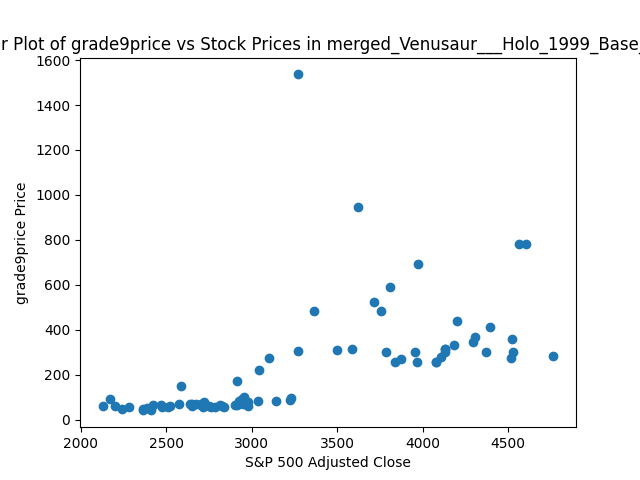 r Plot of grade9price vs Stock Prices in merged_Venusaur___Holo_1999_Base_
1600
1400
1200
1000
800
600
400
200
0
2000 2500 3000 3500 4000 4500
grade9price Price
S&P 500 Adjusted Close